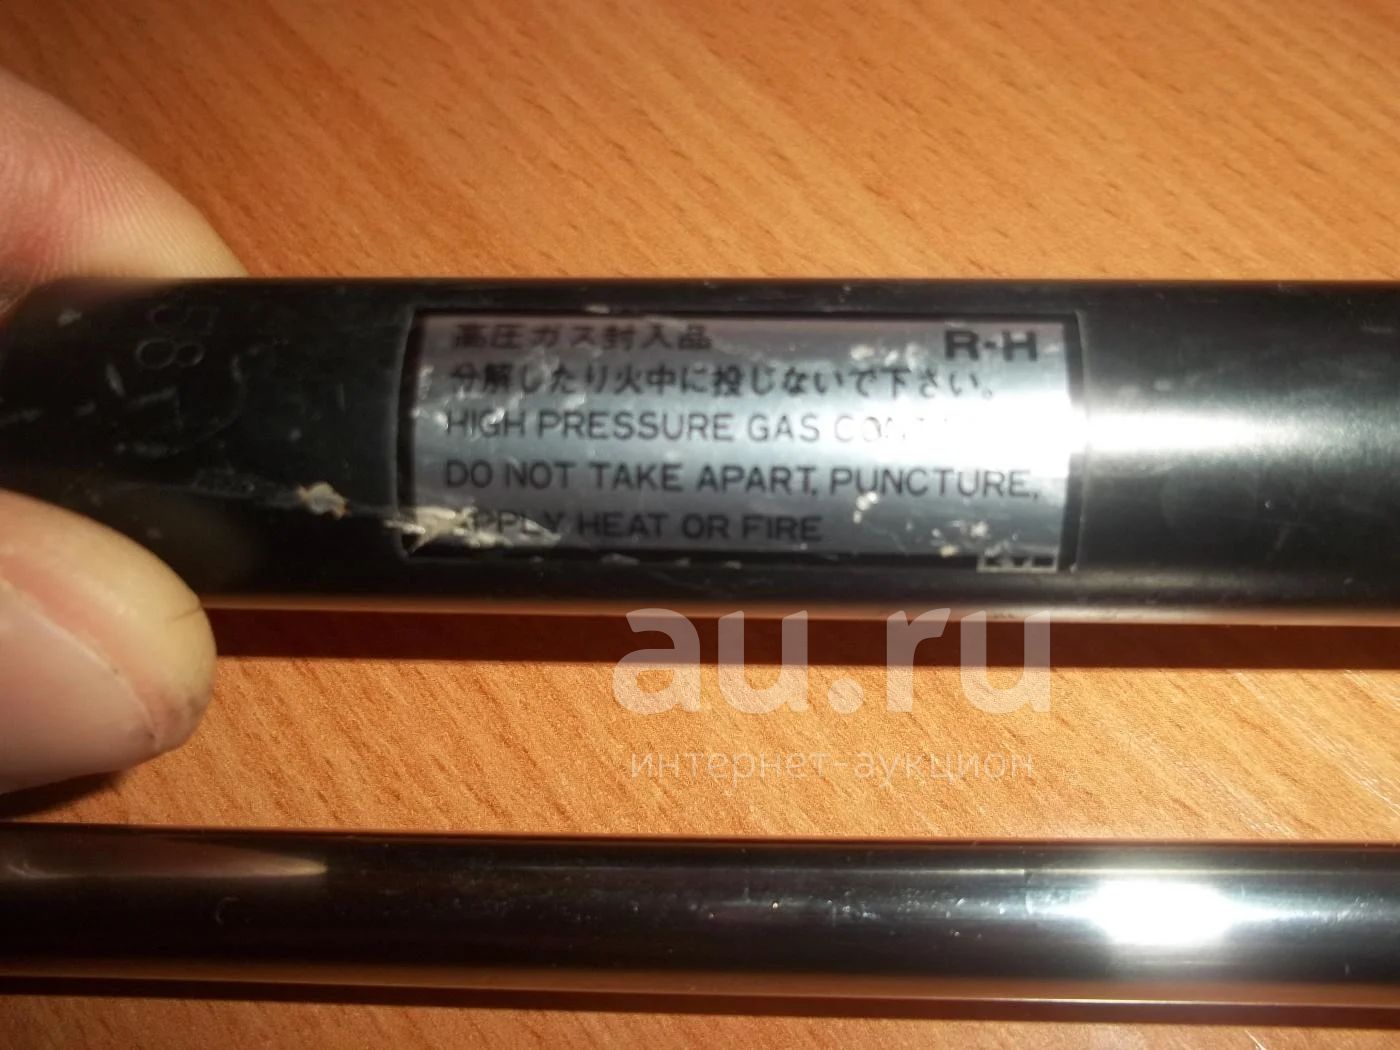 高圧ガス封入品 R-H
分解したり火中に投じないで下さい。
HIGH PRESSURE GAS
DO NOT TAKE APART, PUNCTURE,
APPLY HEAT OR FIRE
au.ru
интернет-аукцион